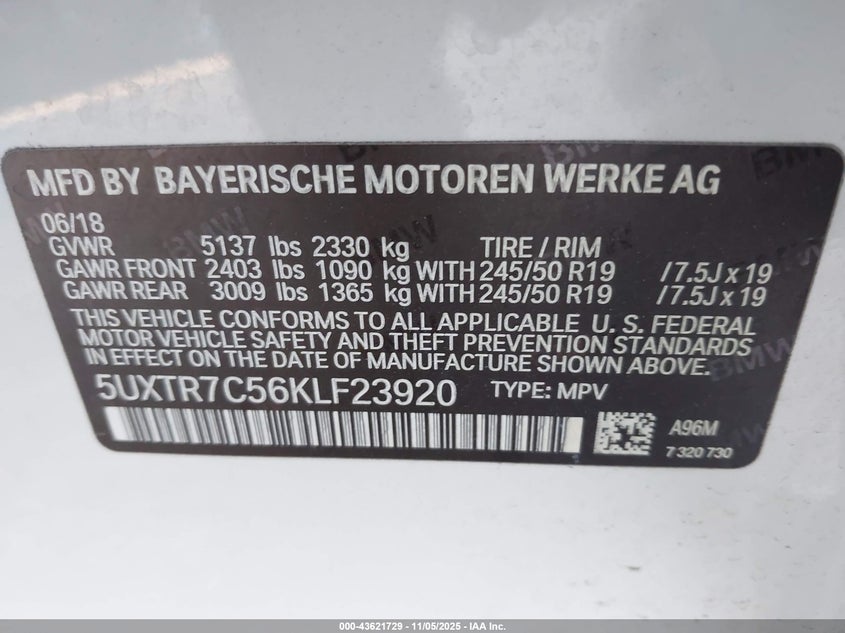 MFD BY BAYERISCHE MOTOREN WERKE AG
06/18
GVWR 5137 lbs 2330 kg TIRE / RIM
GAWR FRONT 2403 lbs 1090 kg WITH 245/50 R19 / 7.5J x 19
GAWR REAR 3009 lbs 1365 kg WITH 245/50 R19 / 7.5J x 19
THIS VEHICLE CONFORMS TO ALL APPLICABLE U. S. FEDERAL
MOTOR VEHICLE SAFETY AND THEFT PREVENTION STANDARDS
IN EFFECT ON THE DATE OF MANUFACTURE SHOWN ABOVE.
5UXTR7C56KLF23920 TYPE: MPV
A96M
7 320 730
BMW
000-43621729 - 11/05/2025 - IAA Inc.